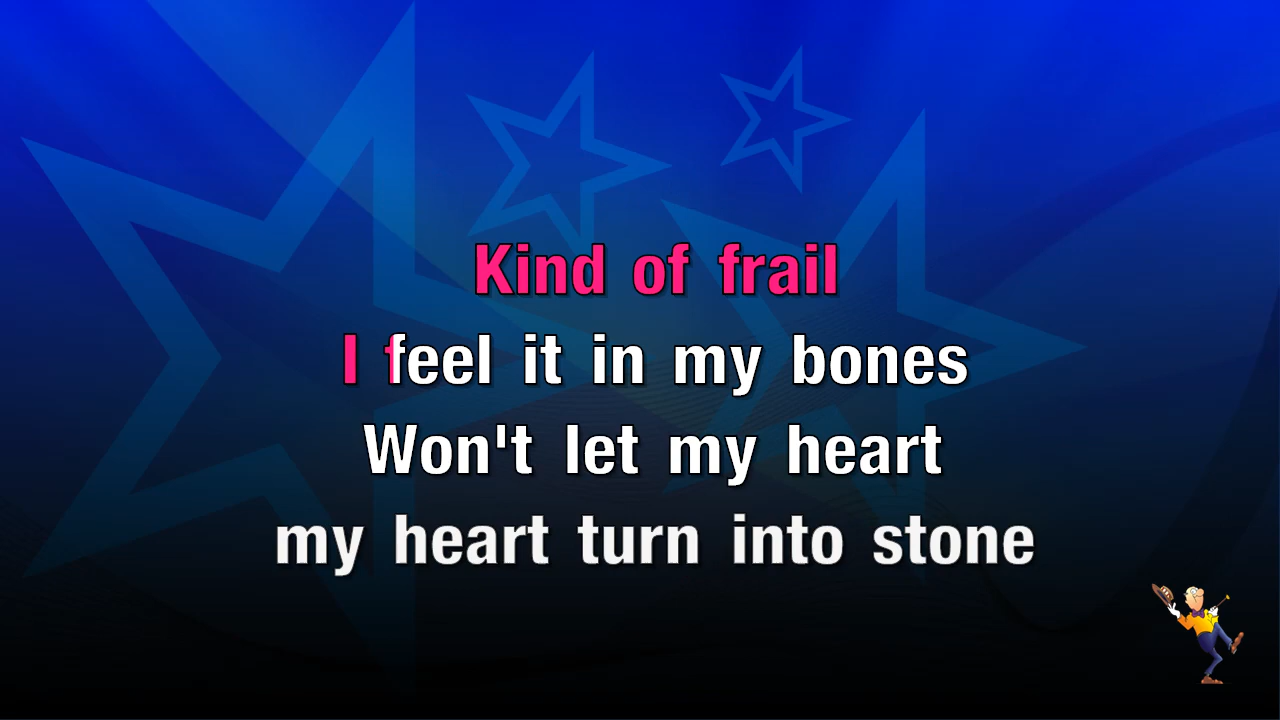 Kind of frail
I feel it in my bones
Won't let my heart
my heart turn into stone